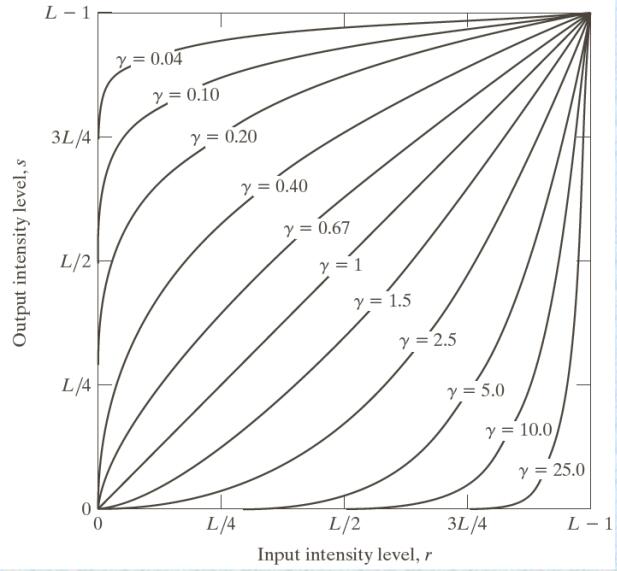 L − 1
γ = 0.04
γ = 0.10
3L/4
γ = 0.20
γ = 0.40
γ = 0.67
L/2
γ = 1
γ = 1.5
γ = 2.5
L/4
γ = 5.0
γ = 10.0
γ = 25.0
0
0
L/4
L/2
3L/4
L − 1
Output intensity level, s
Input intensity level, r